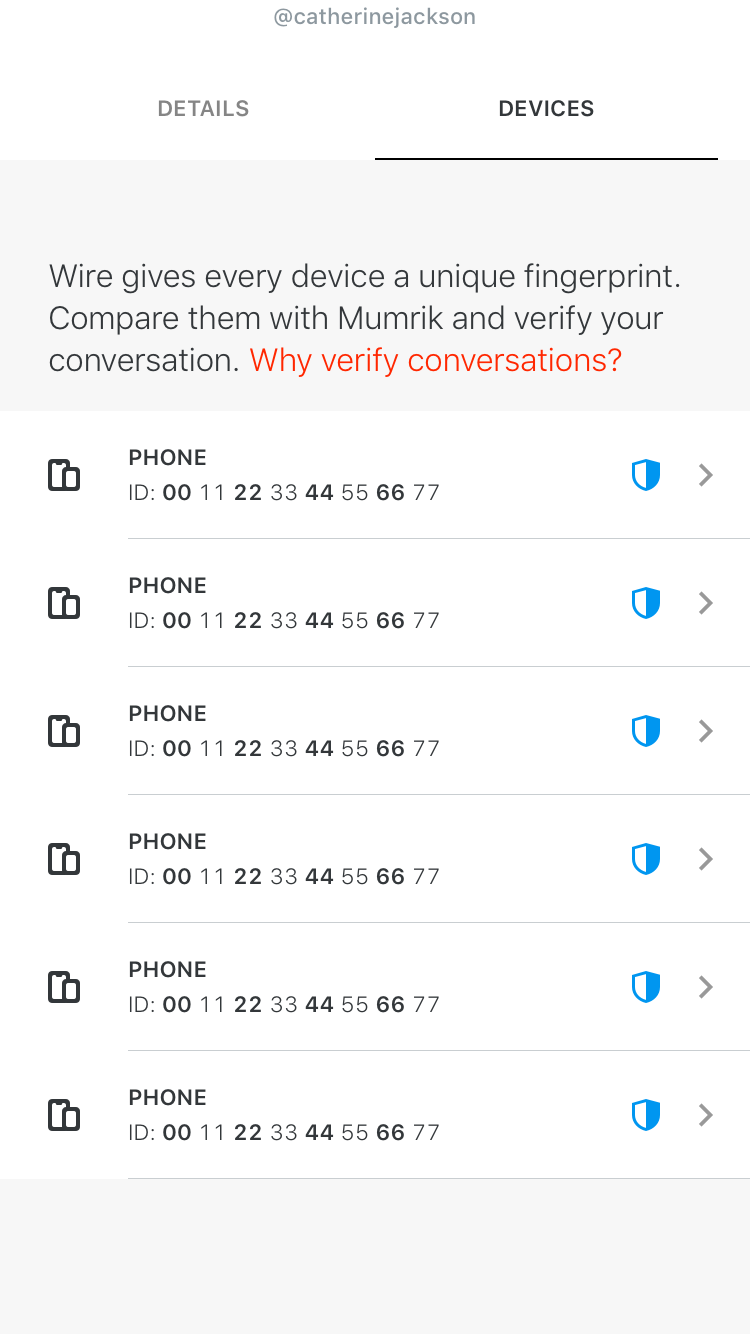 @catherinejackson
DETAILS
DEVICES
Wire gives every device a unique fingerprint.
Compare them with Mumrik and verify your
conversation. Why verify conversations?
PHONE
ID: 00 11 22 33 44 55 66 77
PHONE
ID: 00 11 22 33 44 55 66 77
PHONE
ID: 00 11 22 33 44 55 66 77
PHONE
ID: 00 11 22 33 44 55 66 77
PHONE
ID: 00 11 22 33 44 55 66 77
PHONE
ID: 00 11 22 33 44 55 66 77